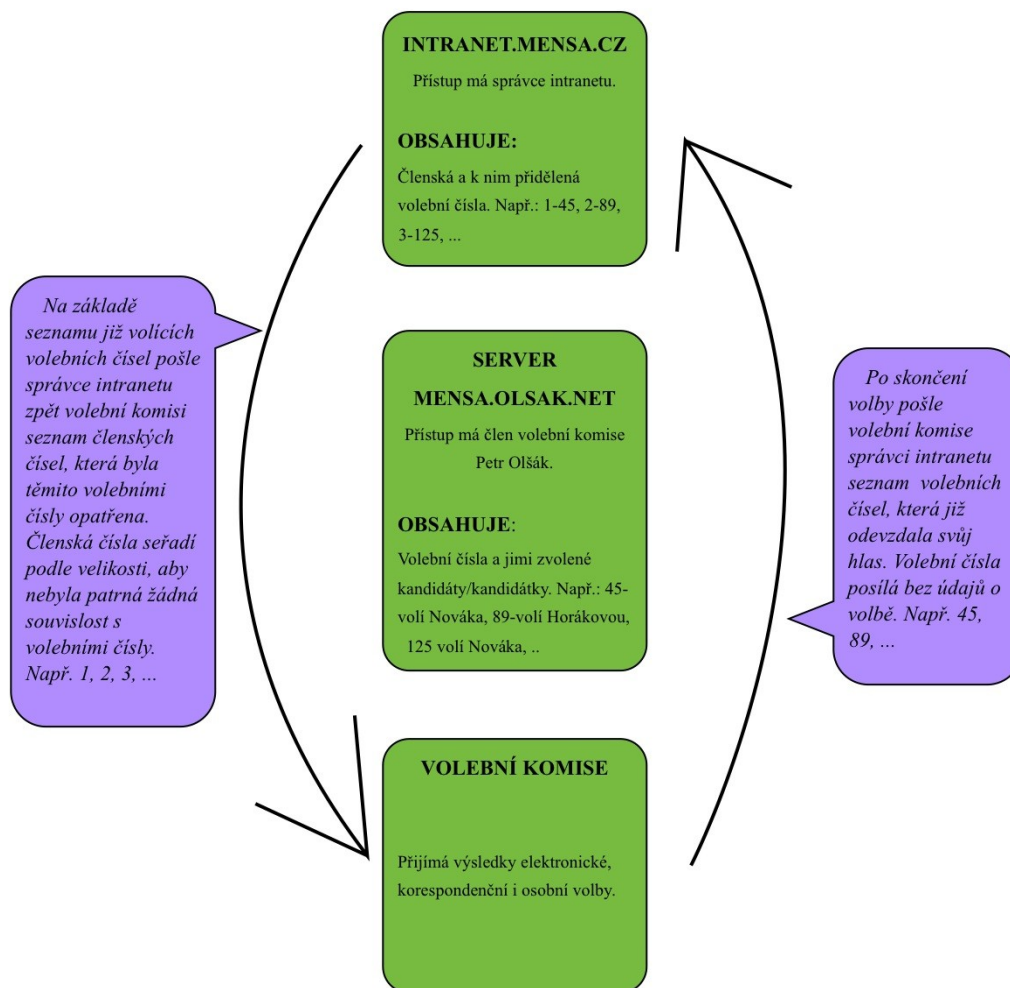 INTRANET.MENSA.CZ
Přístup má správce intranetu.
OBSAHUJE:
Členská a k nim přidělená
volební čísla. Např.: 1-45, 2-89,
3-125, ...
Na základě
seznamu již volících
volebních čísel pošle
správce intranetu
zpět volební komisi
seznam členských
čísel, která byla
těmito volebními
čísly opatřena.
Členská čísla seřadí
podle velikosti, aby
nebyla patrná žádná
souvislost s
volebními čísly.
Např. 1, 2, 3, ...
SERVER
MENSA.OLSAK.NET
Přístup má člen volební komise
Petr Olšák.
OBSAHUJE:
Volební čísla a jimi zvolené
kandidáty/kandidátky. Např.: 45-
volí Nováka, 89-volí Horákovou,
125 volí Nováka, ..
Po skončení
volby pošle
volební komise
správci intranetu
seznam volebních
čísel, která již
odevzdala svůj
hlas. Volební čísla
posílá bez údajů o
volbě. Např. 45,
89, ...
VOLEBNÍ KOMISE
Přijímá výsledky elektronické,
korespondenční i osobní volby.